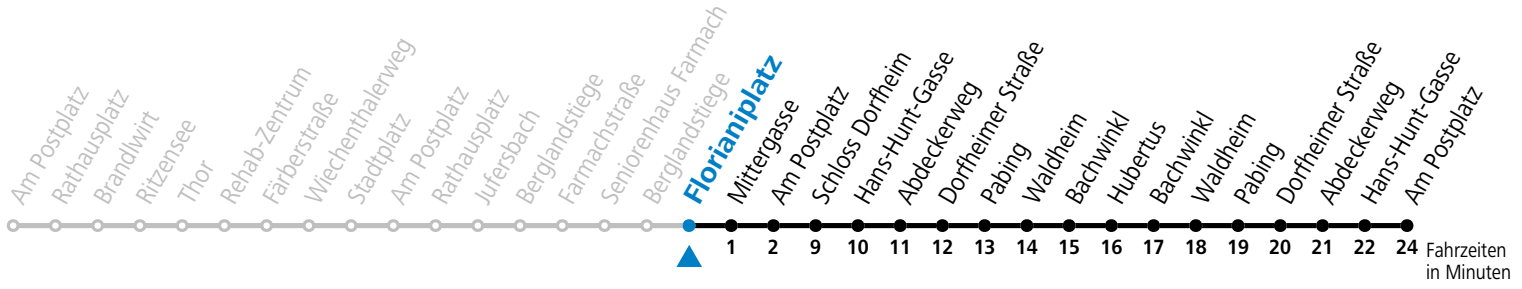 Am Postplatz
Rathausplatz
Brandlwirt
Ritzensee
Thor
Rehab-Zentrum
Färberstraße
Wiechenthalerweg
Stadtplatz
Am Postplatz
Rathausplatz
Jufersbach
Berglandstiege
Farmachstraße
Seniorenhaus Farmach
Berglandstiege
Florianiplatz
Mittergasse
Am Postplatz
Schloss Dorfheim
Hans-Hunt-Gasse
Abdeckerweg
Dorfheimer Straße
Pabing
Waldheim
Bachwinkl
Hubertus
Bachwinkl
Waldheim
Pabing
Dorfheimer Straße
Abdeckerweg
Hans-Hunt-Gasse
Am Postplatz
1 2 9 10 11 12 13 14 15 16 17 18 19 20 21 22 24 Fahrzeiten
in Minuten